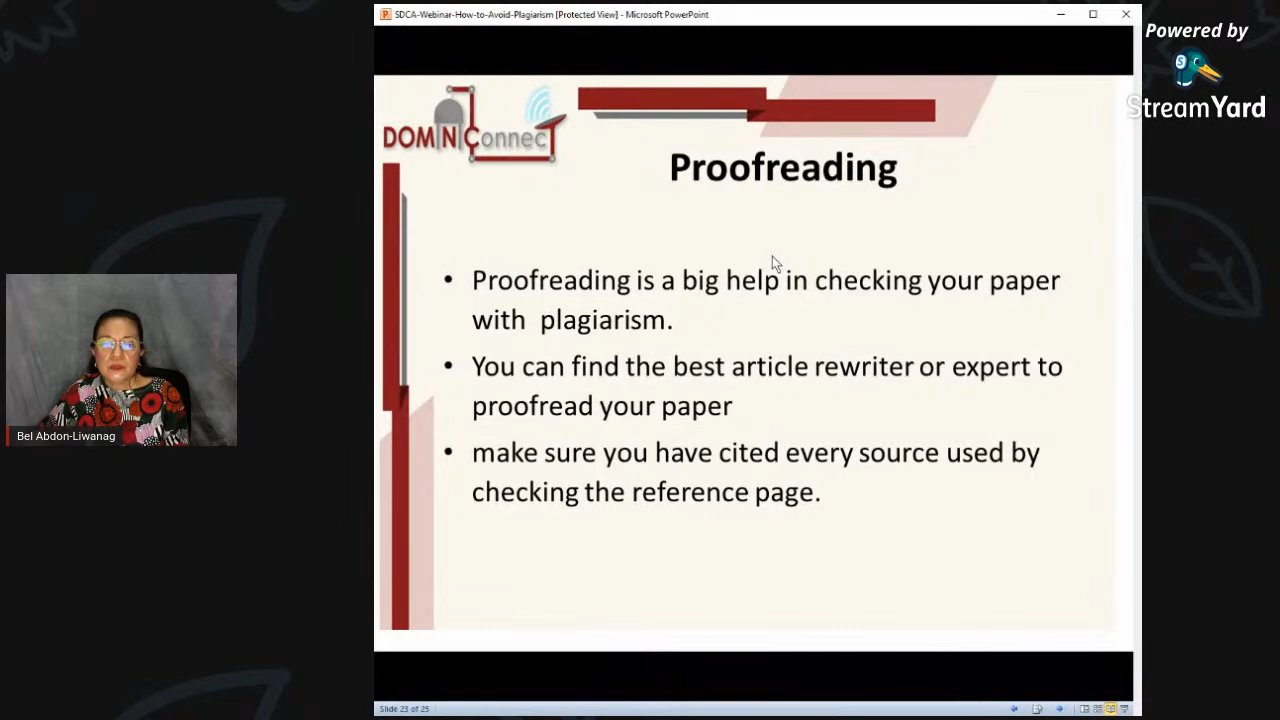 SDCA-Webinar-How-to-Avoid-Plagiarism [Protected View] - Microsoft PowerPoint
Powered by
StreamYard
DOMINIConnecT
Proofreading
• Proofreading is a big help in checking your paper
with plagiarism.
• You can find the best article rewriter or expert to
proofread your paper
• make sure you have cited every source used by
checking the reference page.
Bel Abdon-Liwanag
Slide 23 of 25